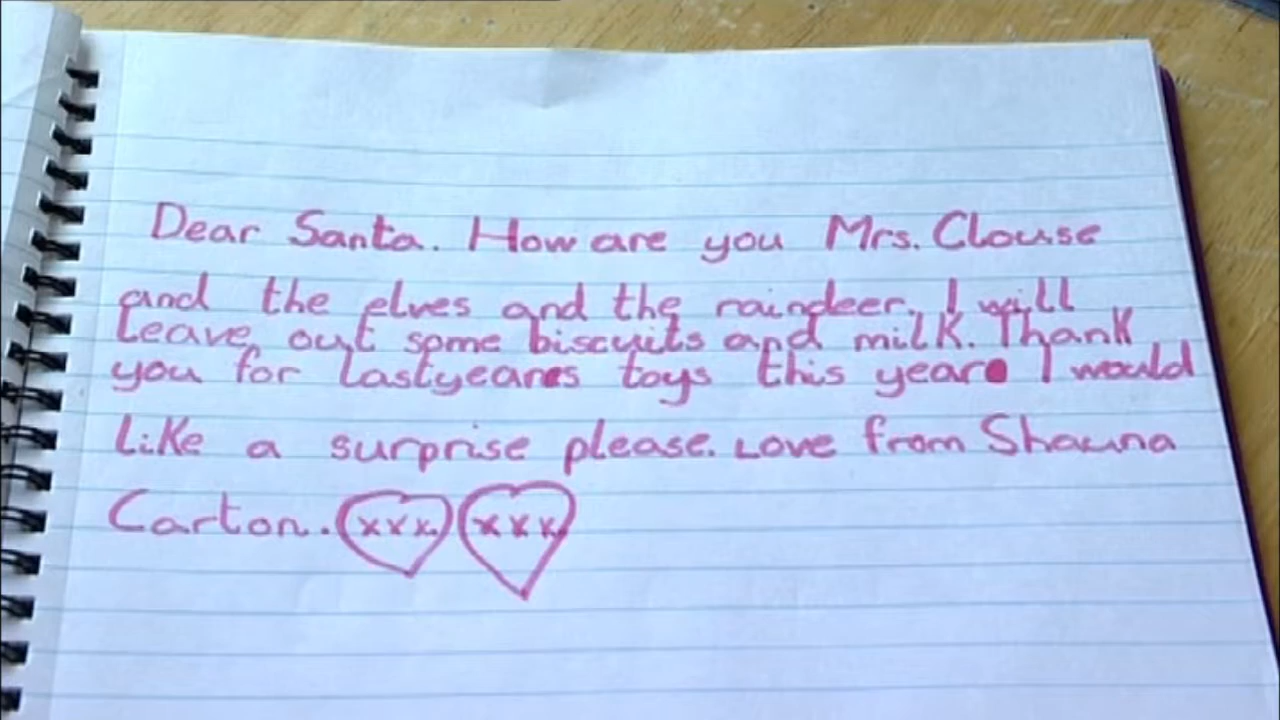 Dear Santa. How are you Mrs. Clouse
and the elves and the raindeer. I will
Leave out some biscuits and milk. Thank
you for Lastyears toys this year I would
Like a surprise please. Love from Shauna
Carton. xxx. xxx.